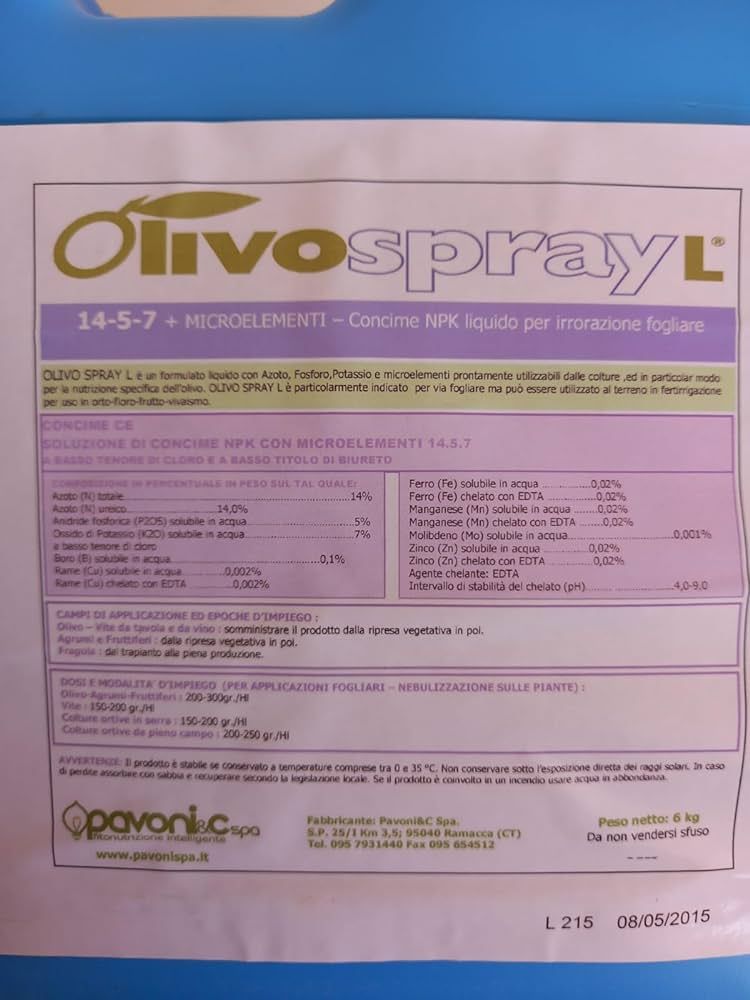 Olivospray L®
14-5-7 + MICROELEMENTI – Concime NPK liquido per irrorazione fogliare
OLIVO SPRAY L è un formulato liquido con Azoto, Fosforo,Potassio e microelementi prontamente utilizzabili dalle colture ,ed in particolar modo
per la nutrizione specifica dell'olivo. OLIVO SPRAY L è particolarmente indicato per via fogliare ma può essere utilizzato al terreno in fertirrigazione
per uso in orto-floro-frutto-vivaismo.
CONCIME CE
SOLUZIONE DI CONCIME NPK CON MICROELEMENTI 14.5.7
A BASSO TENORE DI CLORO E A BASSO TITOLO DI BIURETO
COMPOSIZIONE IN PERCENTUALE IN PESO SUL TAL QUALE:
Azoto (N) totale...14%
Azoto (N) ureico...14,0%
Anidride fosforica (P2O5) solubile in acqua...5%
Ossido di Potassio (K2O) solubile in acqua...7%
a basso tenore di cloro
Boro (B) solubile in acqua...0,1%
Rame (Cu) solubile in acqua...0,002%
Rame (Cu) chelato con EDTA...0,002%
Ferro (Fe) solubile in acqua...0,02%
Ferro (Fe) chelato con EDTA...0,02%
Manganese (Mn) solubile in acqua...0,02%
Manganese (Mn) chelato con EDTA...0,02%
Molibdeno (Mo) solubile in acqua...0,001%
Zinco (Zn) solubile in acqua...0,02%
Zinco (Zn) chelato con EDTA...0,02%
Agente chelante: EDTA
Intervallo di stabilità del chelato (pH)...4,0-9,0
CAMPI DI APPLICAZIONE ED EPOCHE D'IMPIEGO :
Olivo – Vite da tavola e da vino : somministrare il prodotto dalla ripresa vegetativa in poi.
Agrumi e Fruttiferi : dalla ripresa vegetativa in poi.
Fragola : dal trapianto alla piena produzione.
DOSI E MODALITA' D'IMPIEGO (PER APPLICAZIONI FOGLIARI – NEBULIZZAZIONE SULLE PIANTE) :
Olivo-Agrumi-Fruttiferi : 200-300gr./Hl
Vite : 150-200 gr./Hl
Colture ortive in serra : 150-200 gr./Hl
Colture ortive de pieno campo : 200-250 gr./Hl
AVVERTENZE: Il prodotto è stabile se conservato a temperature comprese tra 0 e 35 °C. Non conservare sotto l'esposizione diretta dei raggi solari. In caso
di perdite assorbire con sabbia e recuperare secondo la legislazione locale. Se il prodotto è coinvolto in un incendio usare acqua in abbondanza.
pavoni&C spa
fitonutrizione intelligente
www.pavonispa.it
Fabbricante: Pavoni&C Spa.
S.P. 25/1 Km 3,5; 95040 Ramacca (CT)
Tel. 095 7931440 Fax 095 654512
Peso netto: 6 kg
Da non vendersi sfuso
----
L 215 08/05/2015